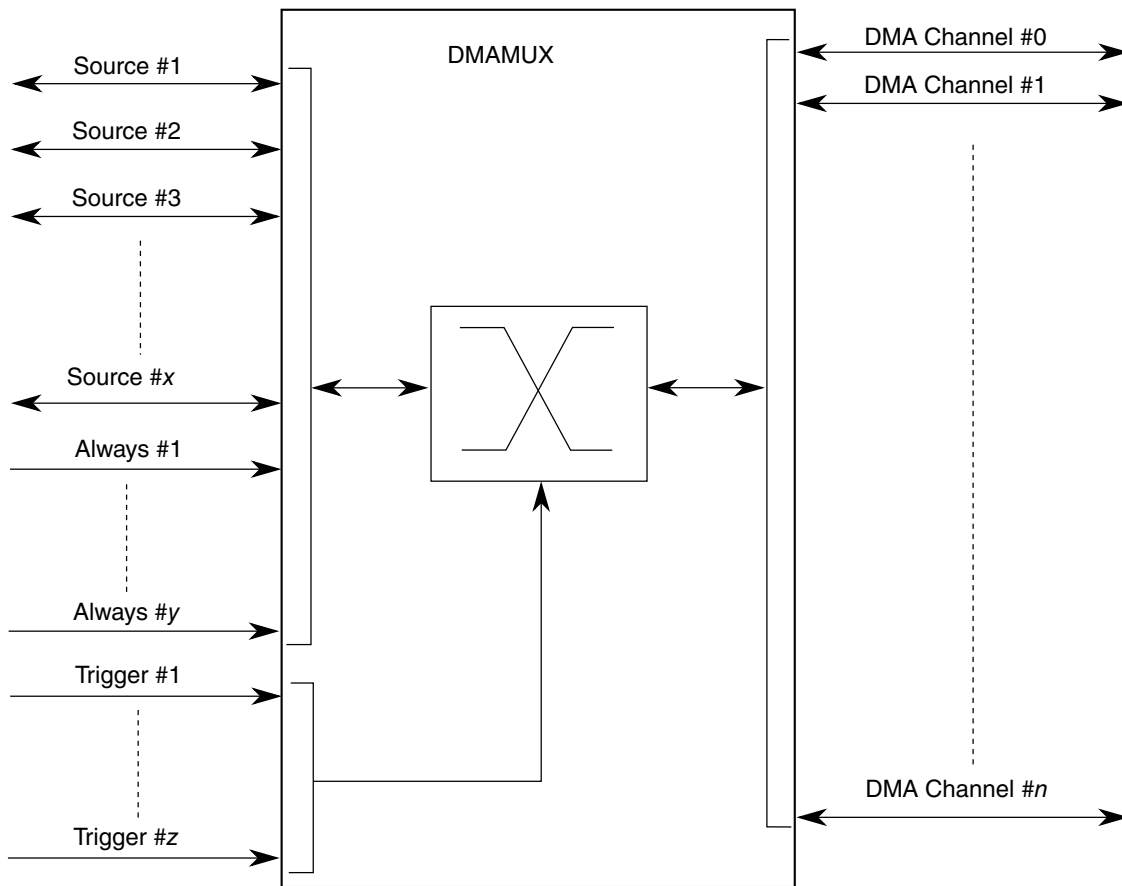 DMAMUX
Source #1
Source #2
Source #3
Source #x
Always #1
Always #y
Trigger #1
Trigger #z
DMA Channel #0
DMA Channel #1
DMA Channel #n